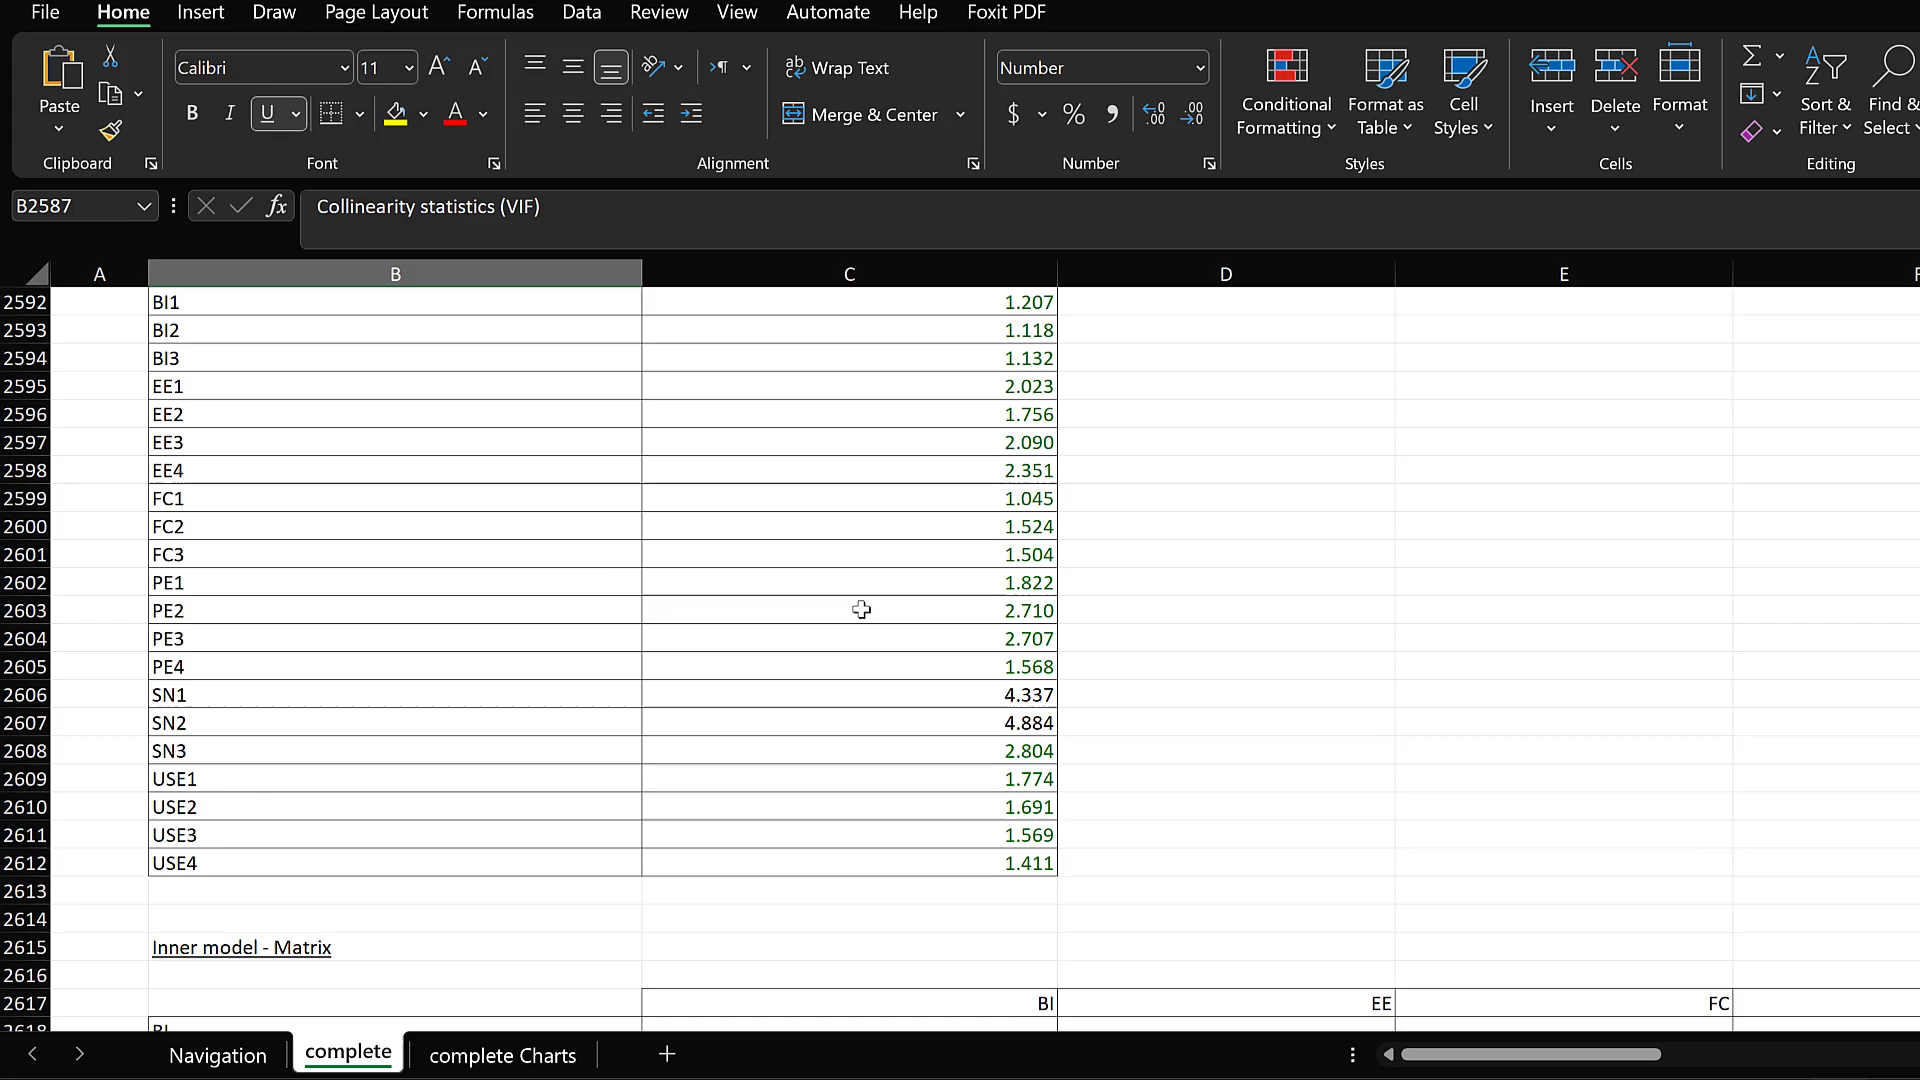 File Home Insert Draw Page Layout Formulas Data Review View Automate Help Foxit PDF
Calibri 11 A A Wrap Text Number
Paste B I U A Merge & Center $ % , .00 .00
Conditional Formatting Format as Table Cell Styles Insert Delete Format Sort & Filter Find & Select
Clipboard Font Alignment Number Styles Cells Editing
B2587 fx Collinearity statistics (VIF)
A B C D E
2592 BI1 1.207
2593 BI2 1.118
2594 BI3 1.132
2595 EE1 2.023
2596 EE2 1.756
2597 EE3 2.090
2598 EE4 2.351
2599 FC1 1.045
2600 FC2 1.524
2601 FC3 1.504
2602 PE1 1.822
2603 PE2 2.710
2604 PE3 2.707
2605 PE4 1.568
2606 SN1 4.337
2607 SN2 4.884
2608 SN3 2.804
2609 USE1 1.774
2610 USE2 1.691
2611 USE3 1.569
2612 USE4 1.411
2613
2614
2615 Inner model - Matrix
2616
2617 BI EE FC
2618 BI
Navigation complete complete Charts